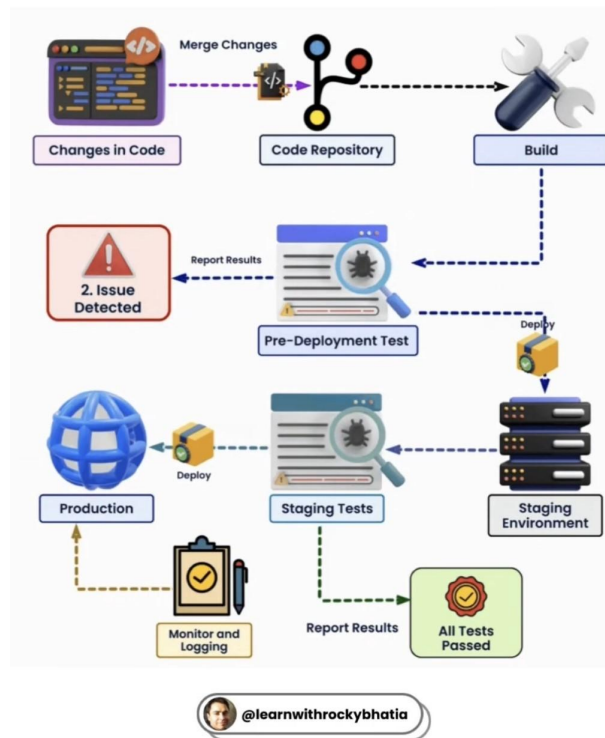 Merge Changes
Changes in Code
Code Repository
Build
Report Results
2. Issue
Detected
Pre-Deployment Test
Deploy
Production
Deploy
Staging Tests
Staging
Environment
Monitor and
Logging
Report Results
All Tests
Passed
@learnwithrockybhatia